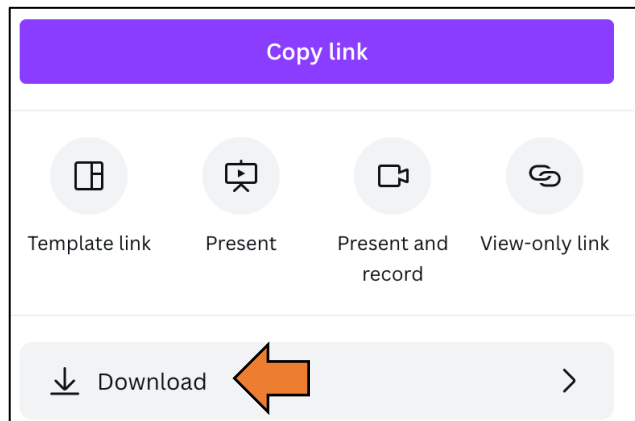 Copy link
Template link
Present
Present and
record
View-only link
Download